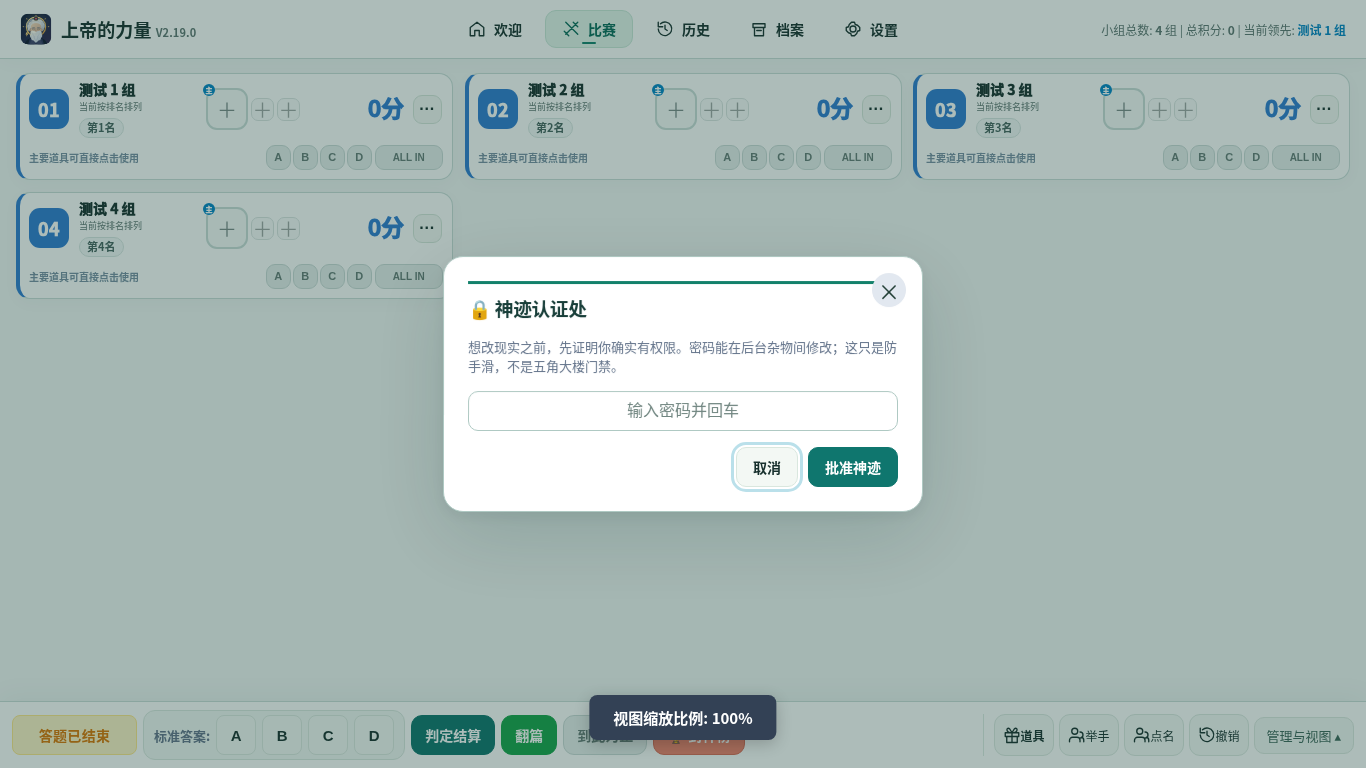 上帝的力量 V2.19.0
欢迎
比赛
历史
档案
设置
小组总数: 4 组 | 总积分: 0 | 当前领先: 测试 1 组
01
测试 1 组
当前按排名排列
第1名
主
0分
主要道具可直接点击使用
A
B
C
D
ALL IN
02
测试 2 组
当前按排名排列
第2名
主
0分
主要道具可直接点击使用
A
B
C
D
ALL IN
03
测试 3 组
当前按排名排列
第3名
主
0分
主要道具可直接点击使用
A
B
C
D
ALL IN
04
测试 4 组
当前按排名排列
第4名
主
0分
主要道具可直接点击使用
A
B
C
D
ALL IN
神迹认证处
想改现实之前，先证明你确实有权限。密码能在后台杂物间修改；这只是防
手滑，不是五角大楼门禁。
输入密码并回车
取消
批准神迹
视图缩放比例: 100%
答题已结束
标准答案:
A
B
C
D
判定结算
翻篇
道具
举手
点名
撤销
管理与视图 ▴